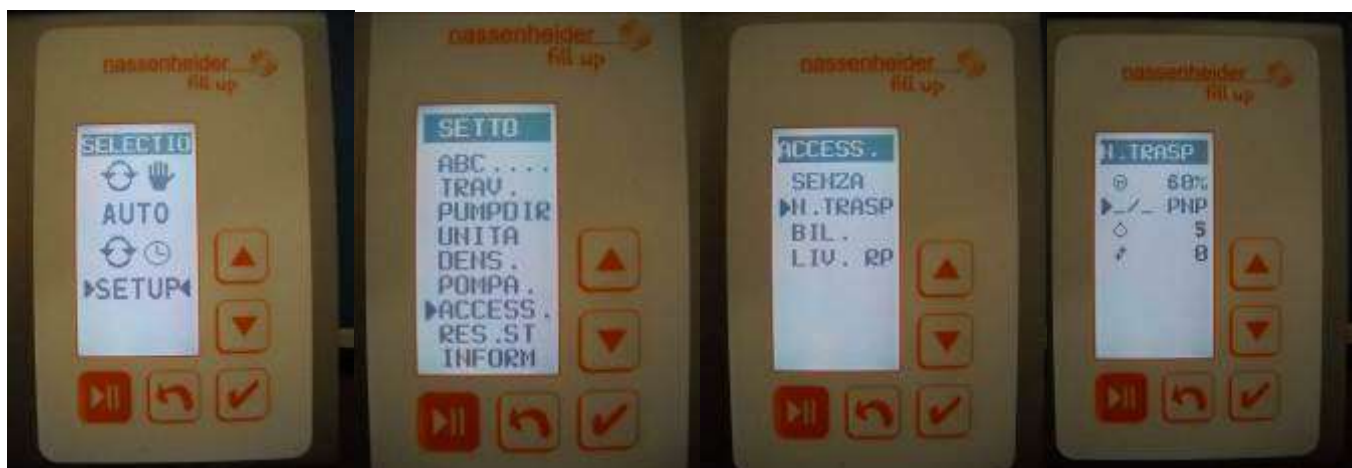 nassenheider
fill up
SELECTIO
AUTO
SETUP
nassenheider
fill up
SETTO
ABC....
TRAV.
PUMPDIR
UNITA
DENS.
POMPA.
ACCESS.
RES.ST
INFORM
nassenheider
fill up
ACCESS.
SENZA
N.TRASP
BIL.
LIV. RP
nassenheider
fill up
N.TRASP
60%
_/_ PNP
5
0